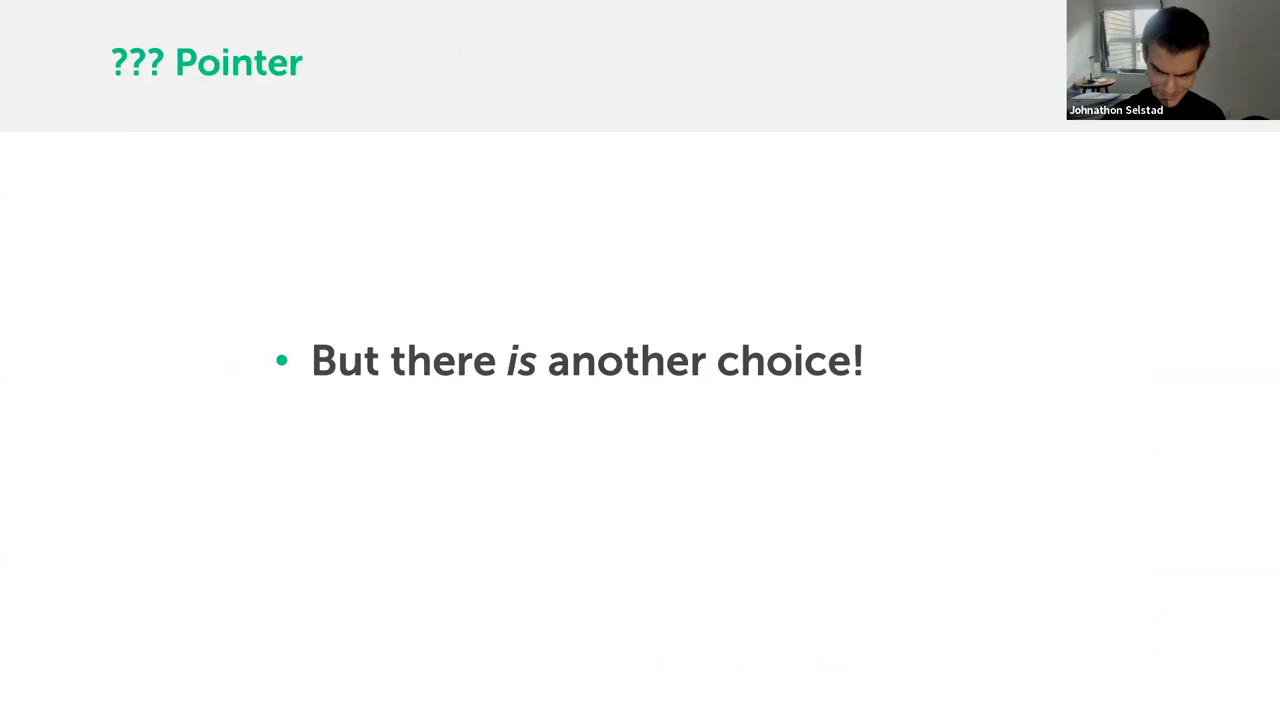 ??? Pointer
Johnathon Selstad
• But there is another choice!